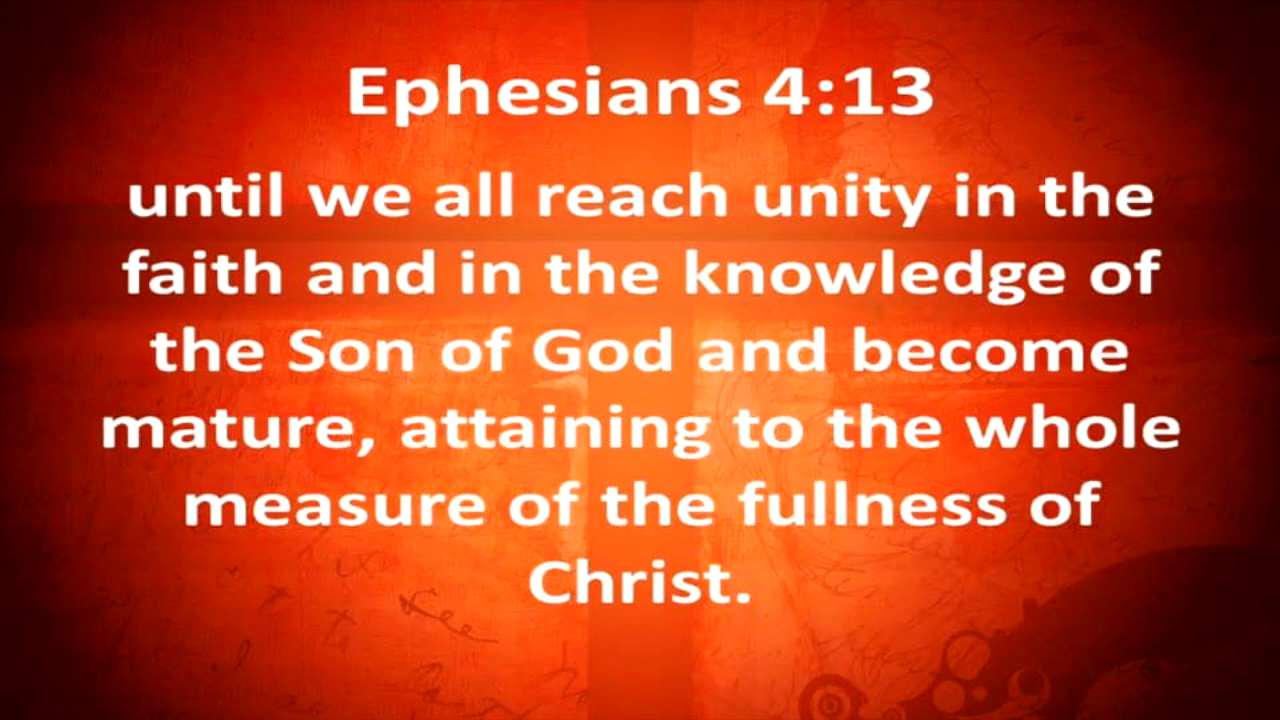 Ephesians 4:13
until we all reach unity in the
faith and in the knowledge of
the Son of God and become
mature, attaining to the whole
measure of the fullness of
Christ.